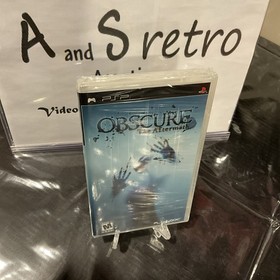 A and S retro
Video
PSP
OBSCURE
The Aftermath
M